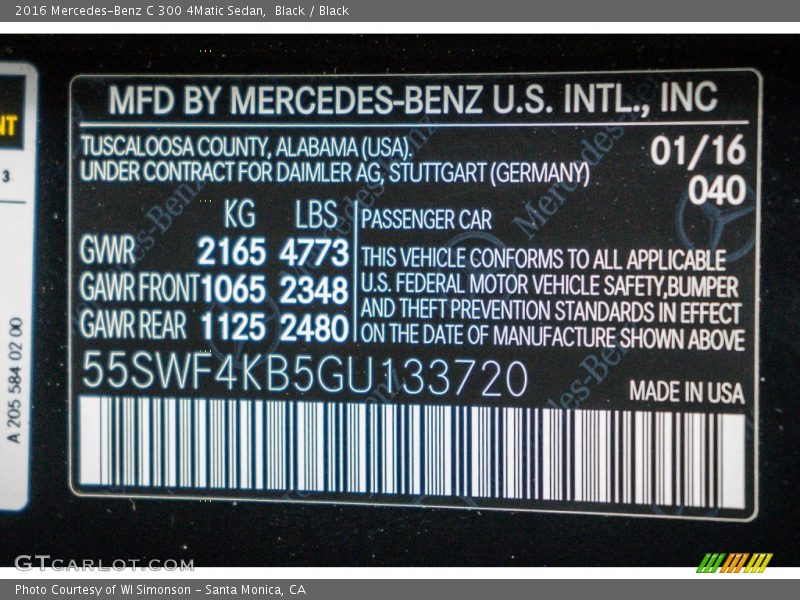 2016 Mercedes-Benz C 300 4Matic Sedan, Black / Black
NT
3
A 205 584 02 00
MFD BY MERCEDES-BENZ U.S. INTL., INC
TUSCALOOSA COUNTY, ALABAMA (USA).
UNDER CONTRACT FOR DAIMLER AG, STUTTGART (GERMANY)
01/16
040
KG LBS
GVWR 2165 4773
GAWR FRONT 1065 2348
GAWR REAR 1125 2480
PASSENGER CAR
THIS VEHICLE CONFORMS TO ALL APPLICABLE
U.S. FEDERAL MOTOR VEHICLE SAFETY, BUMPER
AND THEFT PREVENTION STANDARDS IN EFFECT
ON THE DATE OF MANUFACTURE SHOWN ABOVE
55SWF4KB5GU133720
MADE IN USA
GTcarlot.com
Photo Courtesy of WI Simonson - Santa Monica, CA